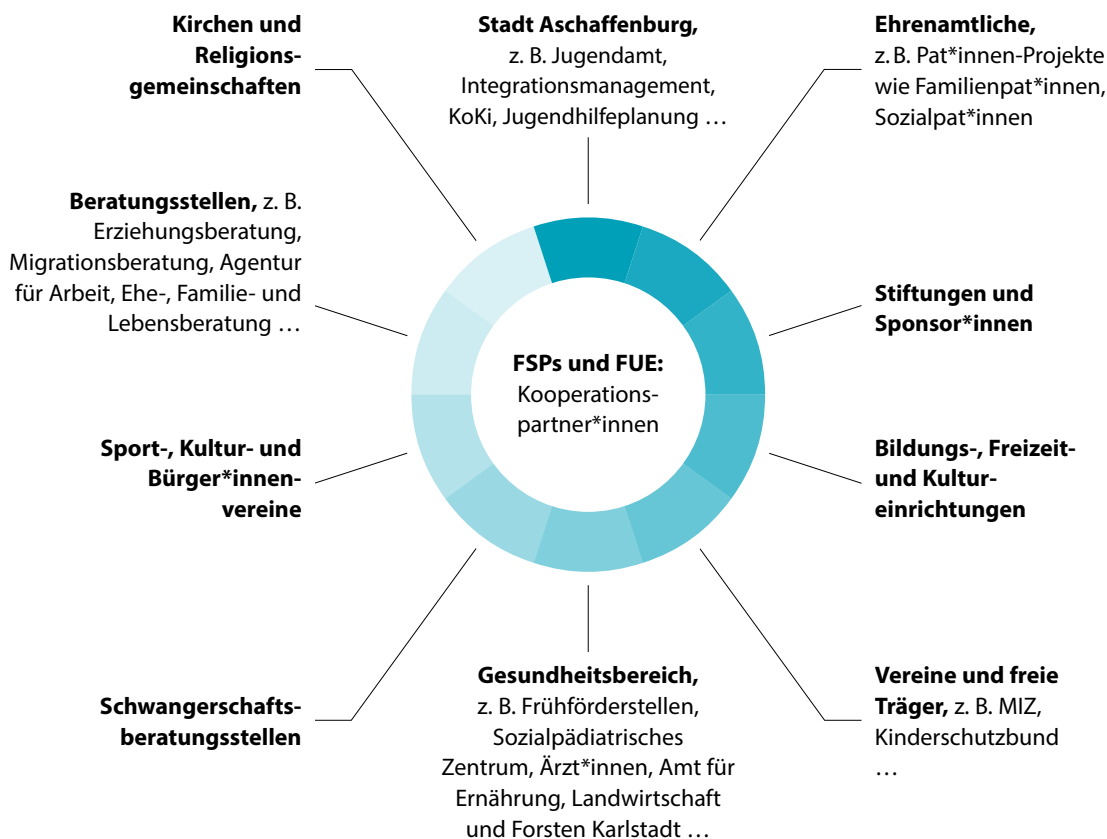 Kirchen und
Religions-
gemeinschaften
Stadt Aschaffenburg,
z. B. Jugendamt,
Integrationsmanagement,
KoKi, Jugendhilfeplanung …
Ehrenamtliche,
z. B. Pat*innen-Projekte
wie Familienpat*innen,
Sozialpat*innen
Beratungsstellen, z. B.
Erziehungsberatung,
Migrationsberatung, Agentur
für Arbeit, Ehe-, Familie- und
Lebensberatung …
Stiftungen und
Sponsor*innen
FSPs und FUE:
Kooperations-
partner*innen
Sport-, Kultur- und
Bürger*innen-
vereine
Bildungs-, Freizeit-
und Kultur-
einrichtungen
Schwangerschafts-
beratungsstellen
Gesundheitsbereich,
z. B. Frühförderstellen,
Sozialpädiatrisches
Zentrum, Ärzt*innen, Amt für
Ernährung, Landwirtschaft
und Forsten Karlstadt …
Vereine und freie
Träger, z. B. MIZ,
Kinderschutzbund
…